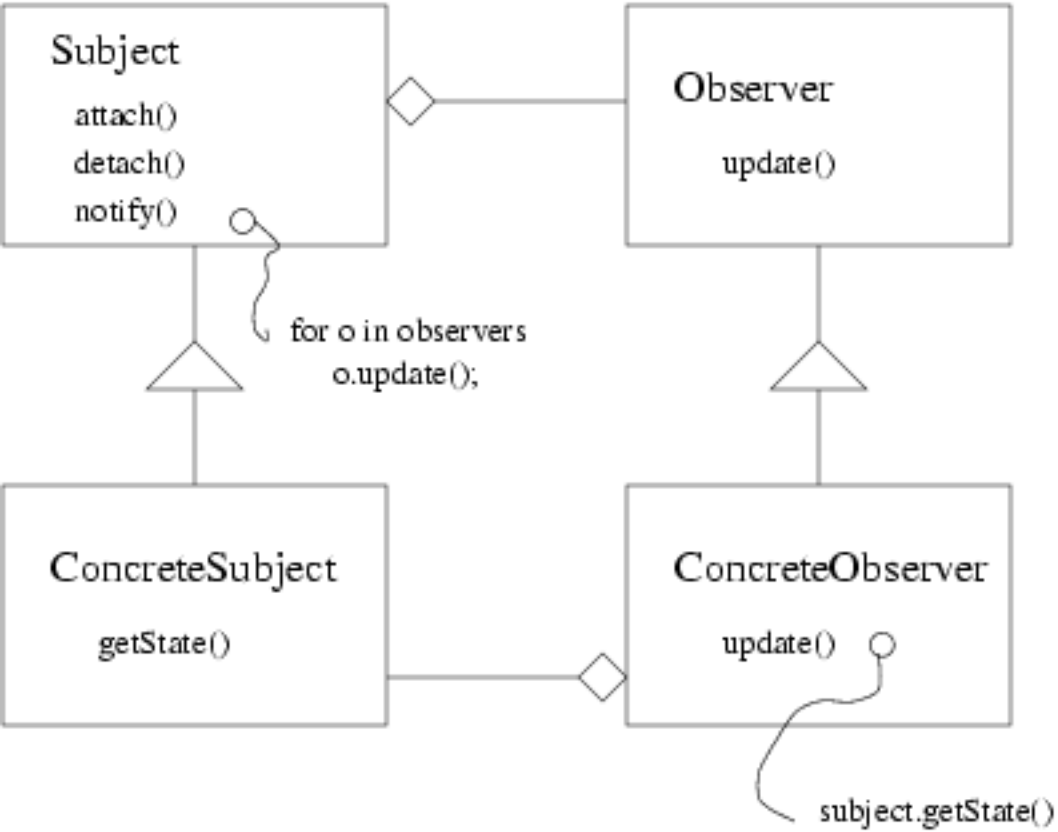 Subject
attach()
detach()
notify()
Observer
update()
for o in observers
o.update();
ConcreteSubject
getState()
ConcreteObserver
update()
subject.getState()